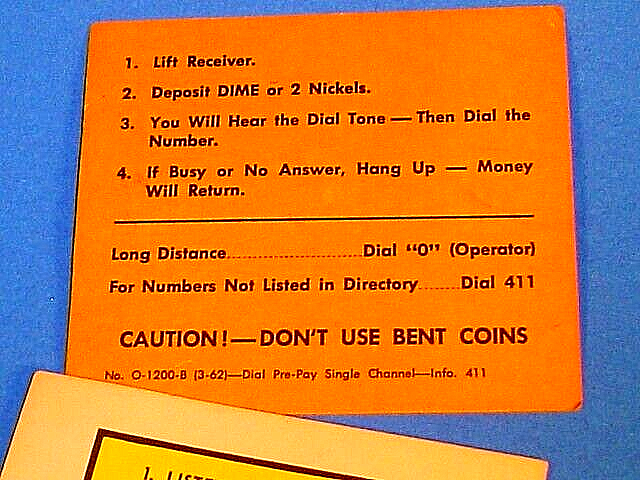 1. Lift Receiver.
2. Deposit DIME or 2 Nickels.
3. You Will Hear the Dial Tone — Then Dial the
Number.
4. If Busy or No Answer, Hang Up — Money
Will Return.
Long Distance........................Dial "O" (Operator)
For Numbers Not Listed in Directory.......Dial 411
CAUTION!—DON'T USE BENT COINS
No. O-1200-B (3-62)—Dial Pre-Pay Single Channel—Info. 411
1.